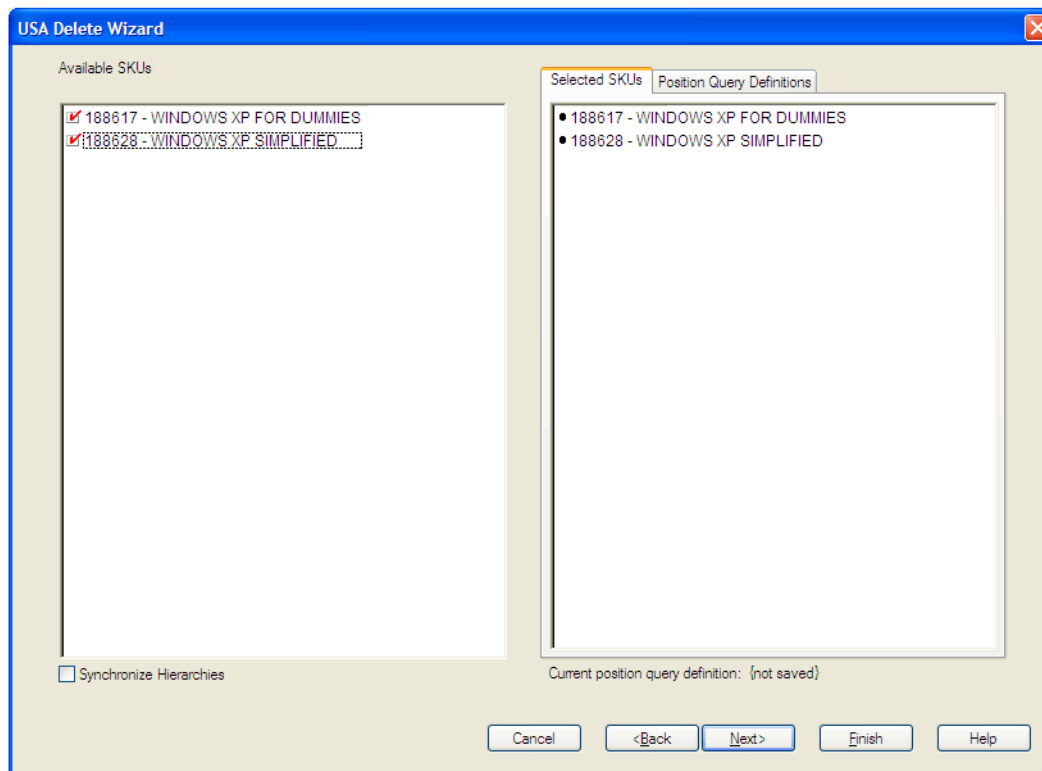 USA Delete Wizard
Available SKUs
Selected SKUs
Position Query Definitions
188617 - WINDOWS XP FOR DUMMIES
188628 - WINDOWS XP SIMPLIFIED
188617 - WINDOWS XP FOR DUMMIES
188628 - WINDOWS XP SIMPLIFIED
Synchronize Hierarchies
Current position query definition: {not saved}
Cancel
<Back
Next>
Finish
Help